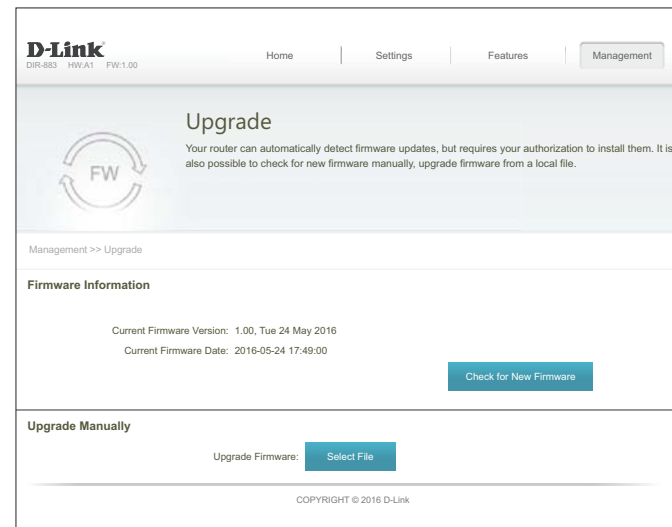 D-Link
DIR-883 HW:A1 FW:1.00
Home Settings Features Management
Upgrade
Your router can automatically detect firmware updates, but requires your authorization to install them. It is
also possible to check for new firmware manually, upgrade firmware from a local file.
FW
Management >> Upgrade
Firmware Information
Current Firmware Version: 1.00, Tue 24 May 2016
Current Firmware Date: 2016-05-24 17:49:00
Check for New Firmware
Upgrade Manually
Upgrade Firmware: Select File
COPYRIGHT © 2016 D-Link